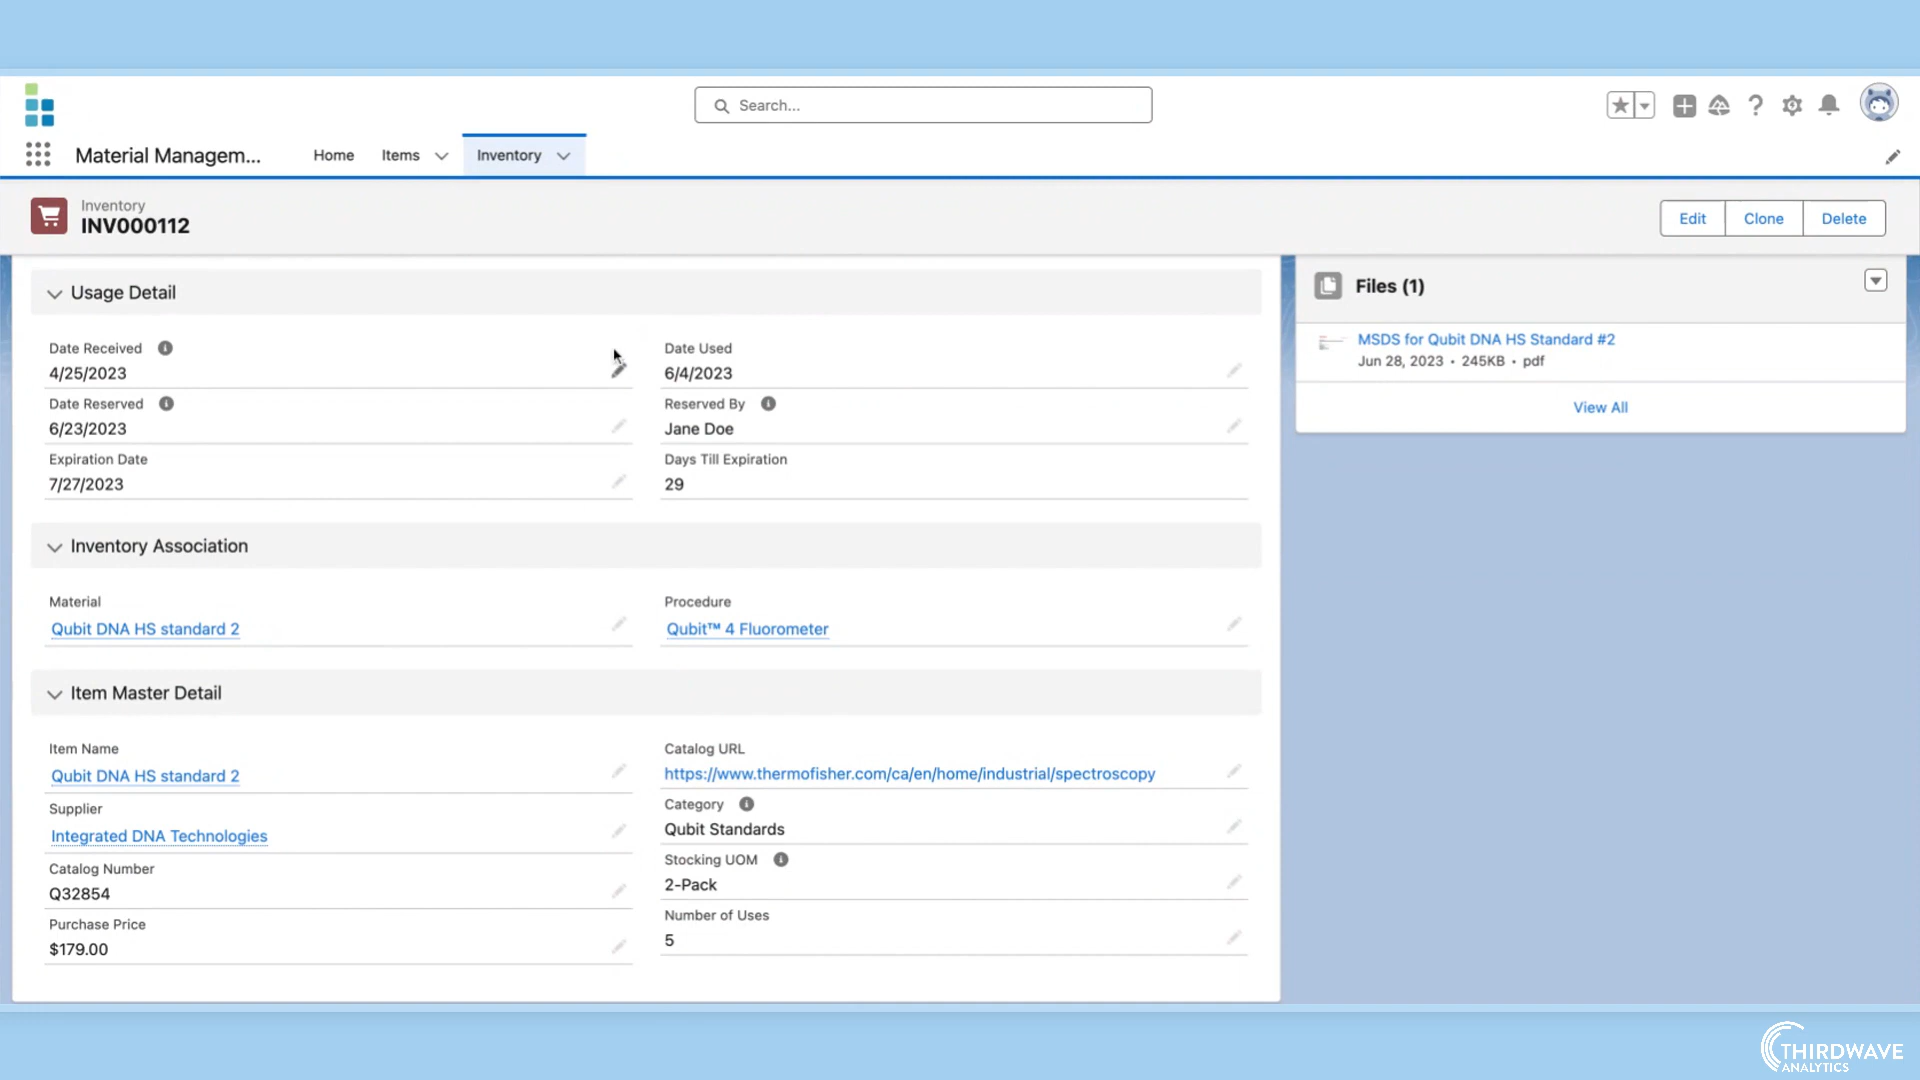 Search...
Material Managem...
Home
Items
Inventory
Inventory
INV000112
Edit
Clone
Delete
Usage Detail
Date Received
4/25/2023
Date Used
6/4/2023
Date Reserved
6/23/2023
Reserved By
Jane Doe
Expiration Date
7/27/2023
Days Till Expiration
29
Inventory Association
Material
Qubit DNA HS standard 2
Procedure
Qubit™ 4 Fluorometer
Item Master Detail
Item Name
Qubit DNA HS standard 2
Catalog URL
https://www.thermofisher.com/ca/en/home/industrial/spectroscopy
Supplier
Integrated DNA Technologies
Category
Qubit Standards
Catalog Number
Q32854
Stocking UOM
2-Pack
Purchase Price
$179.00
Number of Uses
5
Files (1)
MSDS for Qubit DNA HS Standard #2
Jun 28, 2023 • 245KB • pdf
View All
THIRDWAVE
ANALYTICS